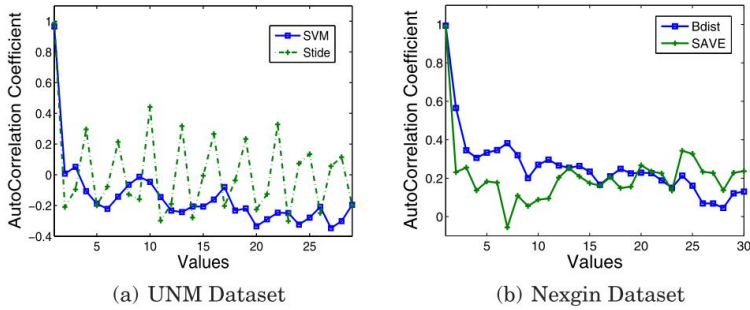 AutoCorrelation Coefficient
1
0.8
0.6
0.4
0.2
0
−0.2
−0.4
5 10 15 20 25
Values
SVM
Stide
(a) UNM Dataset
AutoCorrelation Coefficient
1
0.8
0.6
0.4
0.2
0
5 10 15 20 25 30
Values
Bdist
SAVE
(b) Nexgin Dataset